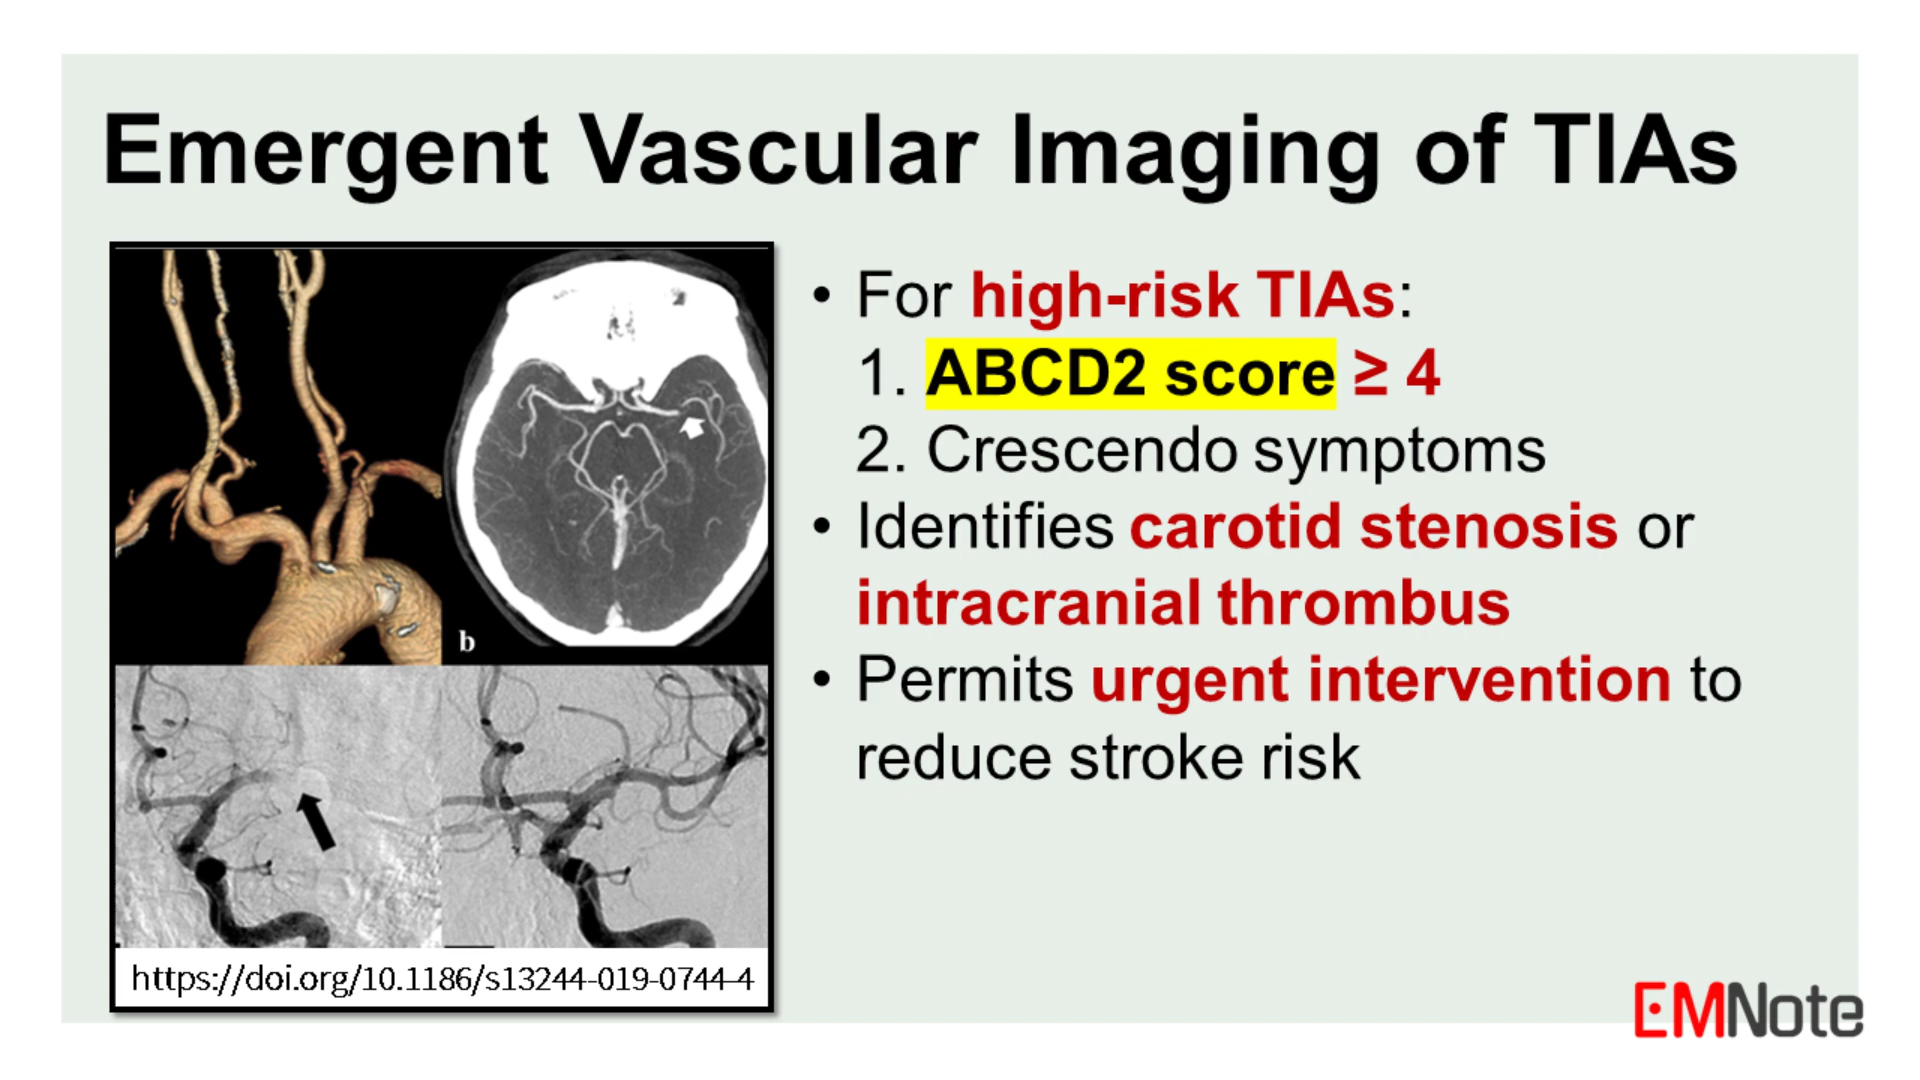 Emergent Vascular Imaging of TIAs
b
https://doi.org/10.1186/s13244-019-0744-4
• For high-risk TIAs:
1. ABCD2 score ≥ 4
2. Crescendo symptoms
• Identifies carotid stenosis or
intracranial thrombus
• Permits urgent intervention to
reduce stroke risk
EMNote